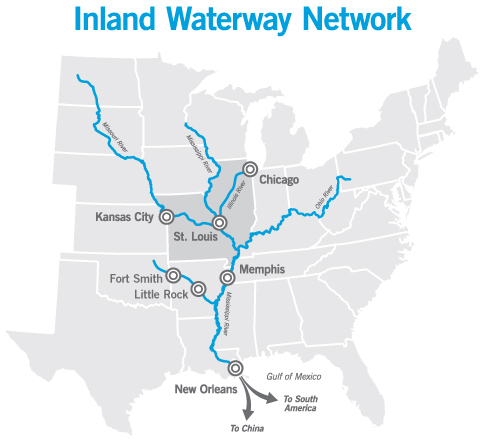 Inland Waterway Network
Missouri River
Mississippi River
Illinois River
Chicago
Ohio River
Kansas City
St. Louis
Fort Smith
Memphis
Little Rock
Mississippi River
New Orleans
Gulf of Mexico
To South
America
To China